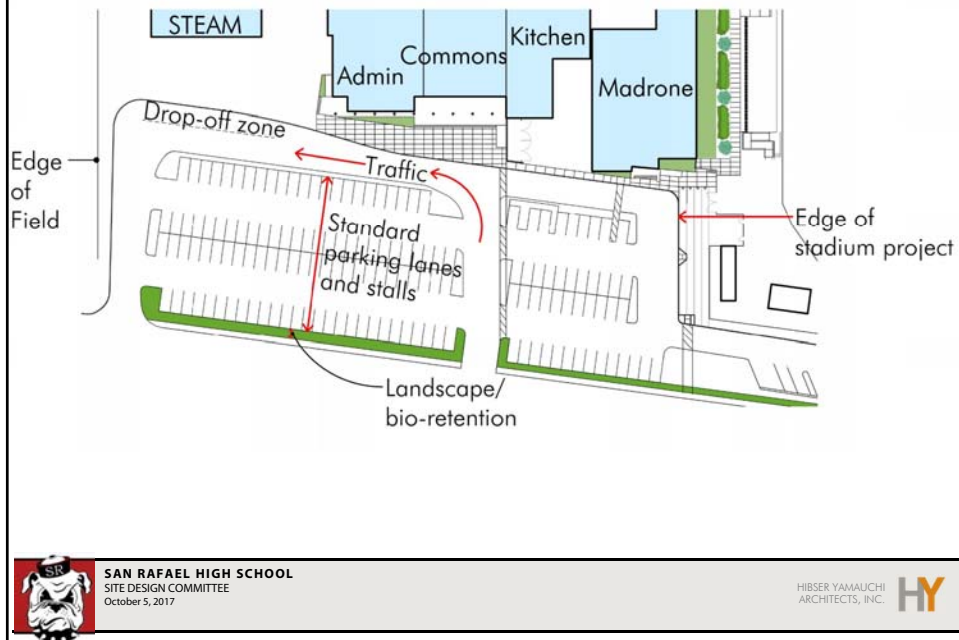 STEAM
Admin
Commons
Kitchen
Madrone
Drop-off zone
Traffic
Edge
of
Field
Standard
parking lanes
and stalls
Edge of
stadium project
Landscape/
bio-retention
SR
SAN RAFAEL HIGH SCHOOL
SITE DESIGN COMMITTEE
October 5, 2017
HIBSER YAMAUCHI
ARCHITECTS, INC.
HY